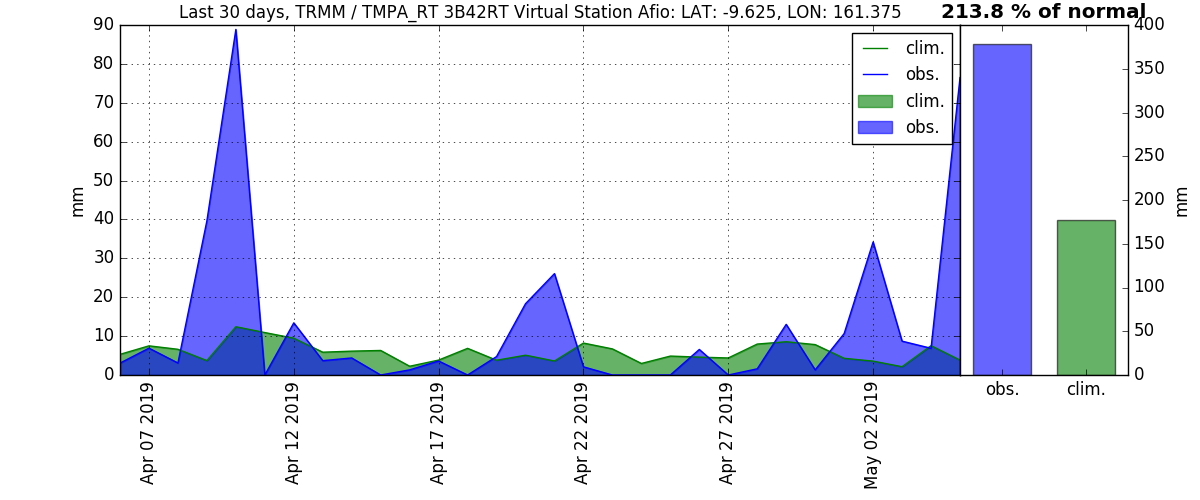 Last 30 days, TRMM / TMPA_RT 3B42RT Virtual Station Afio: LAT: -9.625, LON: 161.375
213.8 % of normal
90
80
70
60
50
40
30
20
10
0
mm
clim.
obs.
clim.
obs.
400
350
300
250
200
150
100
50
0
mm
obs.
clim.
Apr 07 2019
Apr 12 2019
Apr 17 2019
Apr 22 2019
Apr 27 2019
May 02 2019